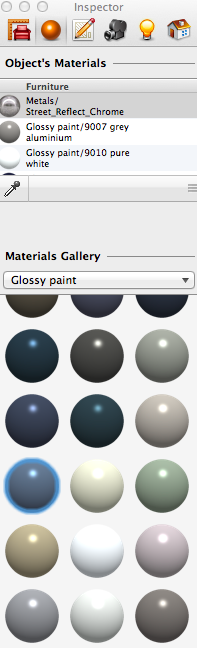 Inspector
Object's Materials
Furniture
Metals/
Street_Reflect_Chrome
Glossy paint/9007 grey
aluminium
Glossy paint/9010 pure
white
Materials Gallery
Glossy paint